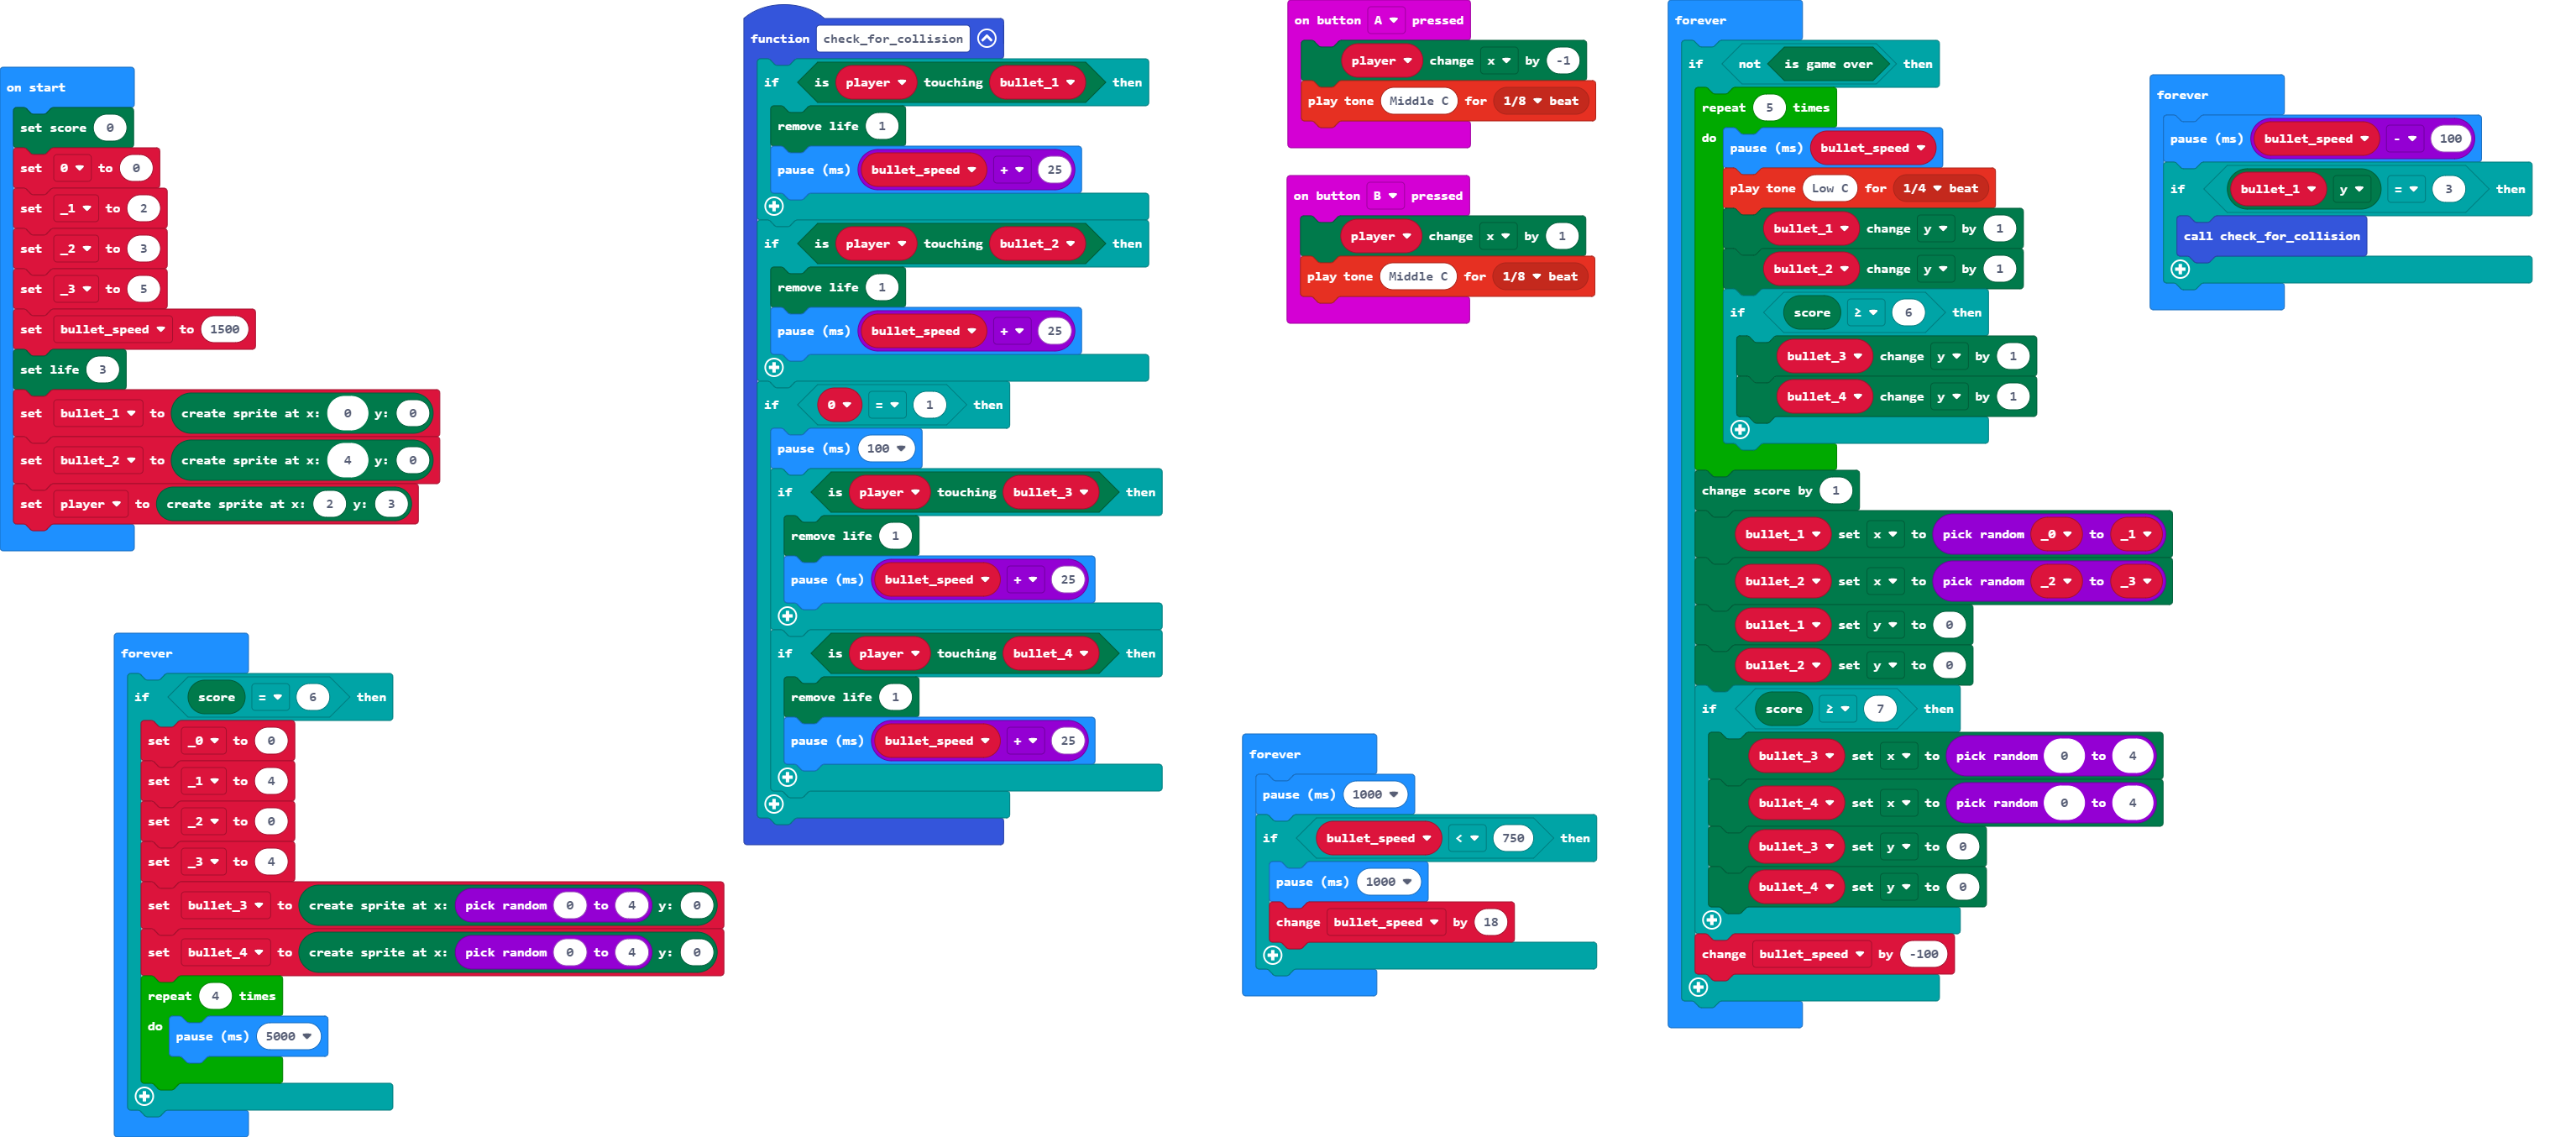 on start
set score 0
set 0 to 0
set _1 to 2
set _2 to 3
set _3 to 5
set bullet_speed to 1500
set life 3
set bullet_1 to create sprite at x: 0 y: 0
set bullet_2 to create sprite at x: 4 y: 0
set player to create sprite at x: 2 y: 3
forever
if score = 6 then
set _0 to 0
set _1 to 4
set _2 to 0
set _3 to 4
set bullet_3 to create sprite at x: pick random 0 to 4 y: 0
set bullet_4 to create sprite at x: pick random 0 to 4 y: 0
repeat 4 times
do
pause (ms) 5000
function check_for_collision
if is player touching bullet_1 then
remove life 1
pause (ms) bullet_speed + 25
if is player touching bullet_2 then
remove life 1
pause (ms) bullet_speed + 25
if 0 = 1 then
pause (ms) 100
if is player touching bullet_3 then
remove life 1
pause (ms) bullet_speed + 25
if is player touching bullet_4 then
remove life 1
pause (ms) bullet_speed + 25
on button A pressed
player change x by -1
play tone Middle C for 1/8 beat
on button B pressed
player change x by 1
play tone Middle C for 1/8 beat
forever
pause (ms) 1000
if bullet_speed < 750 then
pause (ms) 1000
change bullet_speed by 18
forever
if not is game over then
repeat 5 times
do
pause (ms) bullet_speed
play tone Low C for 1/4 beat
bullet_1 change y by 1
bullet_2 change y by 1
if score ≥ 6 then
bullet_3 change y by 1
bullet_4 change y by 1
change score by 1
bullet_1 set x to pick random _0 to _1
bullet_2 set x to pick random _2 to _3
bullet_1 set y to 0
bullet_2 set y to 0
if score ≥ 7 then
bullet_3 set x to pick random 0 to 4
bullet_4 set x to pick random 0 to 4
bullet_3 set y to 0
bullet_4 set y to 0
change bullet_speed by -100
forever
pause (ms) bullet_speed - 100
if bullet_1 y = 3 then
call check_for_collision